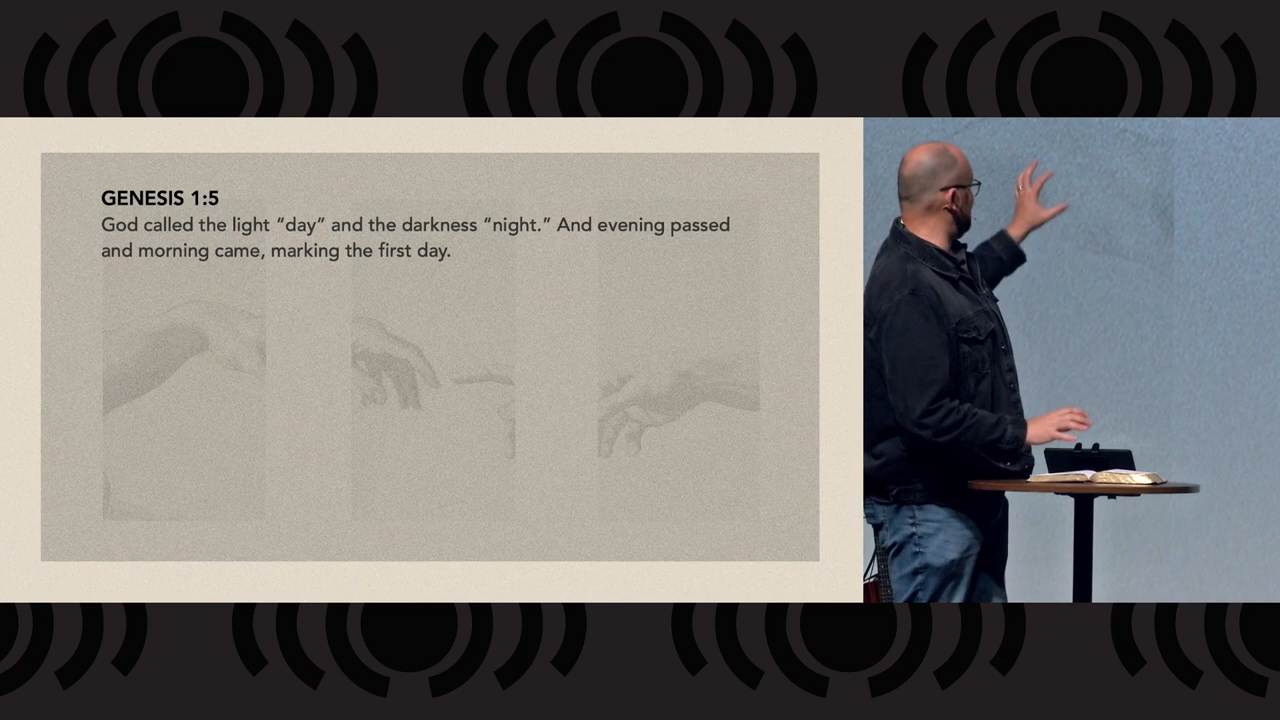 GENESIS 1:5
God called the light “day” and the darkness “night.” And evening passed
and morning came, marking the first day.